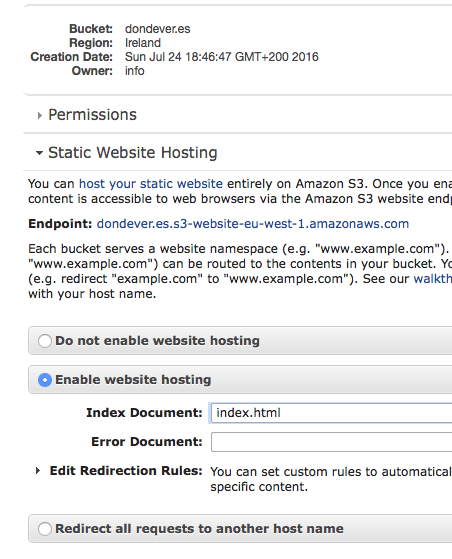 Bucket: dondever.es
Region: Ireland
Creation Date: Sun Jul 24 18:46:47 GMT+200 2016
Owner: info
Permissions
Static Website Hosting
You can host your static website entirely on Amazon S3. Once you ena
content is accessible to web browsers via the Amazon S3 website endp
Endpoint: dondever.es.s3-website-eu-west-1.amazonaws.com
Each bucket serves a website namespace (e.g. "www.example.com").
"www.example.com") can be routed to the contents in your bucket. Yo
(e.g. redirect "example.com" to "www.example.com"). See our walkth
with your host name.
Do not enable website hosting
Enable website hosting
Index Document: index.html
Error Document:
Edit Redirection Rules: You can set custom rules to automatical
specific content.
Redirect all requests to another host name